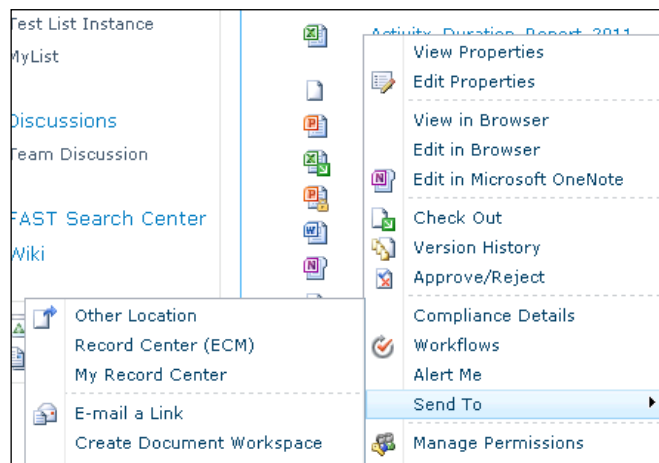 Test List Instance
MyList
Discussions
Team Discussion
FAST Search Center
Wiki
Activity_Duration_Report_2011
View Properties
Edit Properties
View in Browser
Edit in Browser
Edit in Microsoft OneNote
Check Out
Version History
Approve/Reject
Compliance Details
Workflows
Alert Me
Send To
Manage Permissions
Other Location
Record Center (ECM)
My Record Center
E-mail a Link
Create Document Workspace